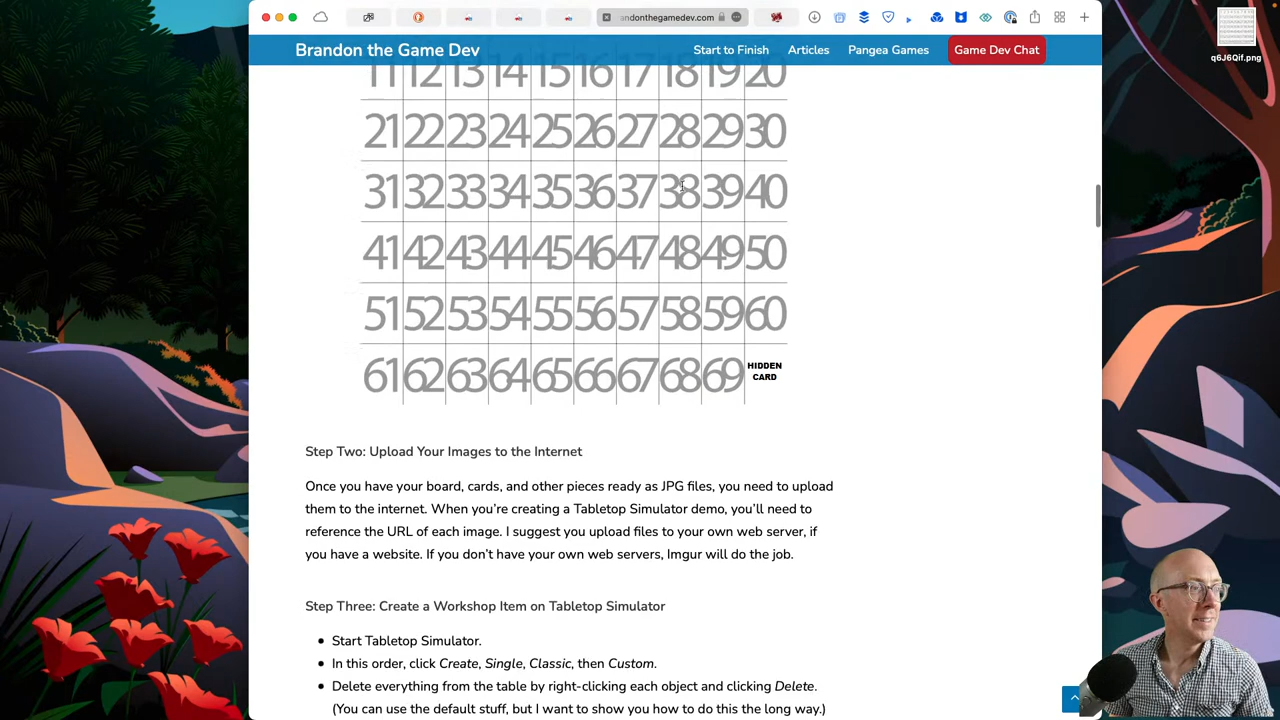 andonthegamedev.com
q6J6Qif.png
Brandon the Game Dev
Start to Finish
Articles
Pangea Games
Game Dev Chat
11 12 13 14 15 16 17 18 19 20
21 22 23 24 25 26 27 28 29 30
31 32 33 34 35 36 37 38 39 40
41 42 43 44 45 46 47 48 49 50
51 52 53 54 55 56 57 58 59 60
61 62 63 64 65 66 67 68 69 HIDDEN
CARD
Step Two: Upload Your Images to the Internet
Once you have your board, cards, and other pieces ready as JPG files, you need to upload
them to the internet. When you’re creating a Tabletop Simulator demo, you’ll need to
reference the URL of each image. I suggest you upload files to your own web server, if
you have a website. If you don’t have your own web servers, Imgur will do the job.
Step Three: Create a Workshop Item on Tabletop Simulator
• Start Tabletop Simulator.
• In this order, click Create, Single, Classic, then Custom.
• Delete everything from the table by right-clicking each object and clicking Delete.
(You can use the default stuff, but I want to show you how to do this the long way.)